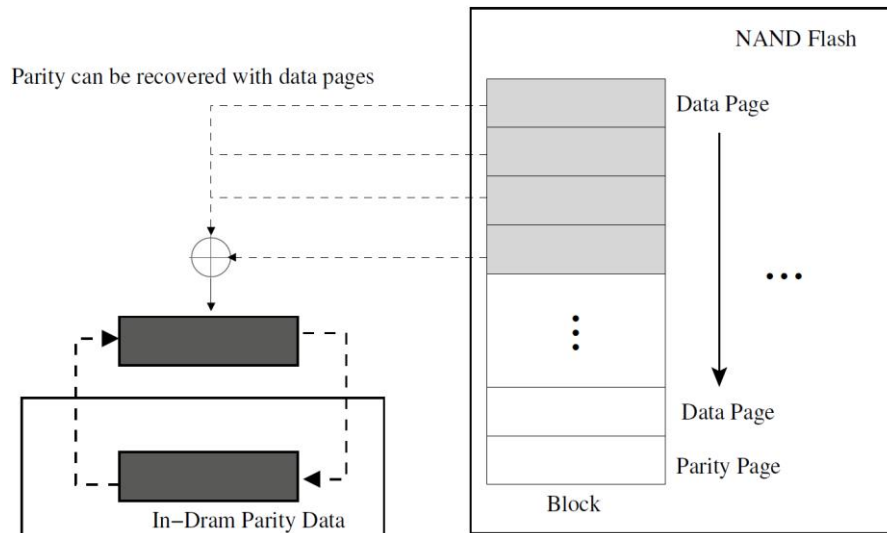 NAND Flash
Parity can be recovered with data pages
Data Page
Data Page
Parity Page
Block
In-Dram Parity Data